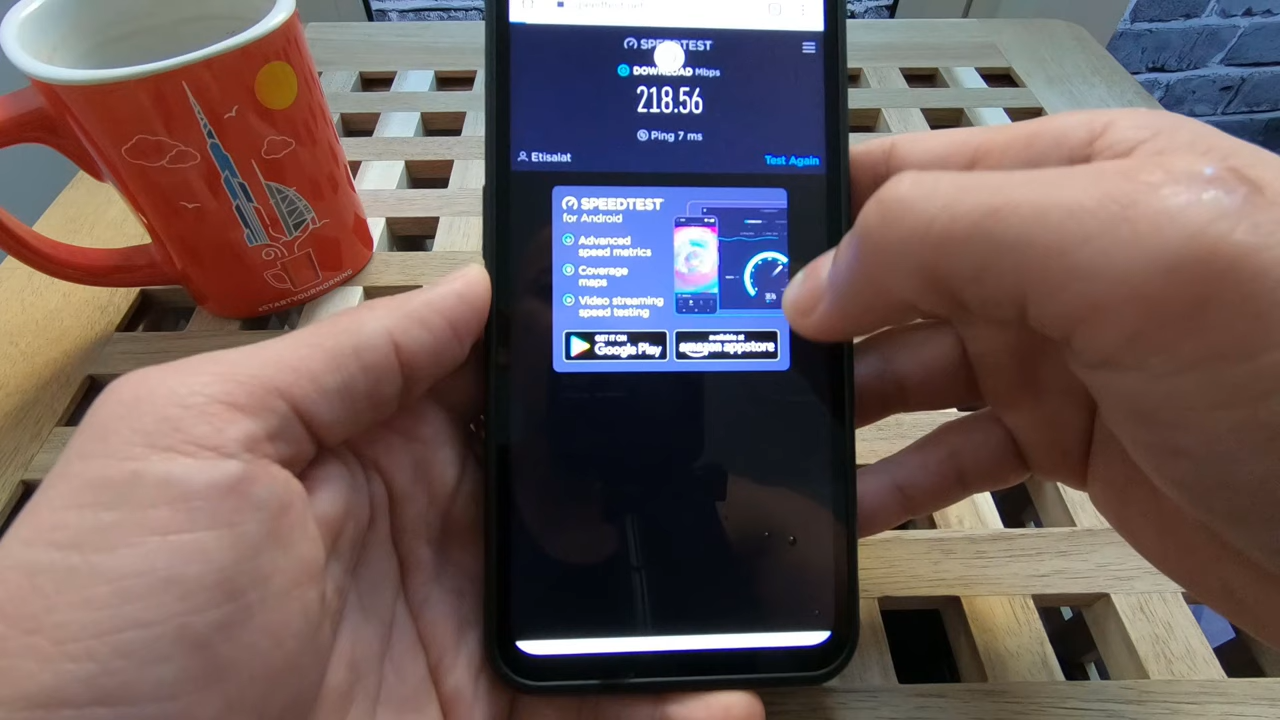 SPEEDTEST
DOWNLOAD Mbps
218.56
Ping 7 ms
Etisalat
Test Again
SPEEDTEST
for Android
Advanced
speed metrics
Coverage
maps
Video streaming
speed testing
GET IT ON
Google Play
available at
amazon appstore
#STARTYOURMORNING